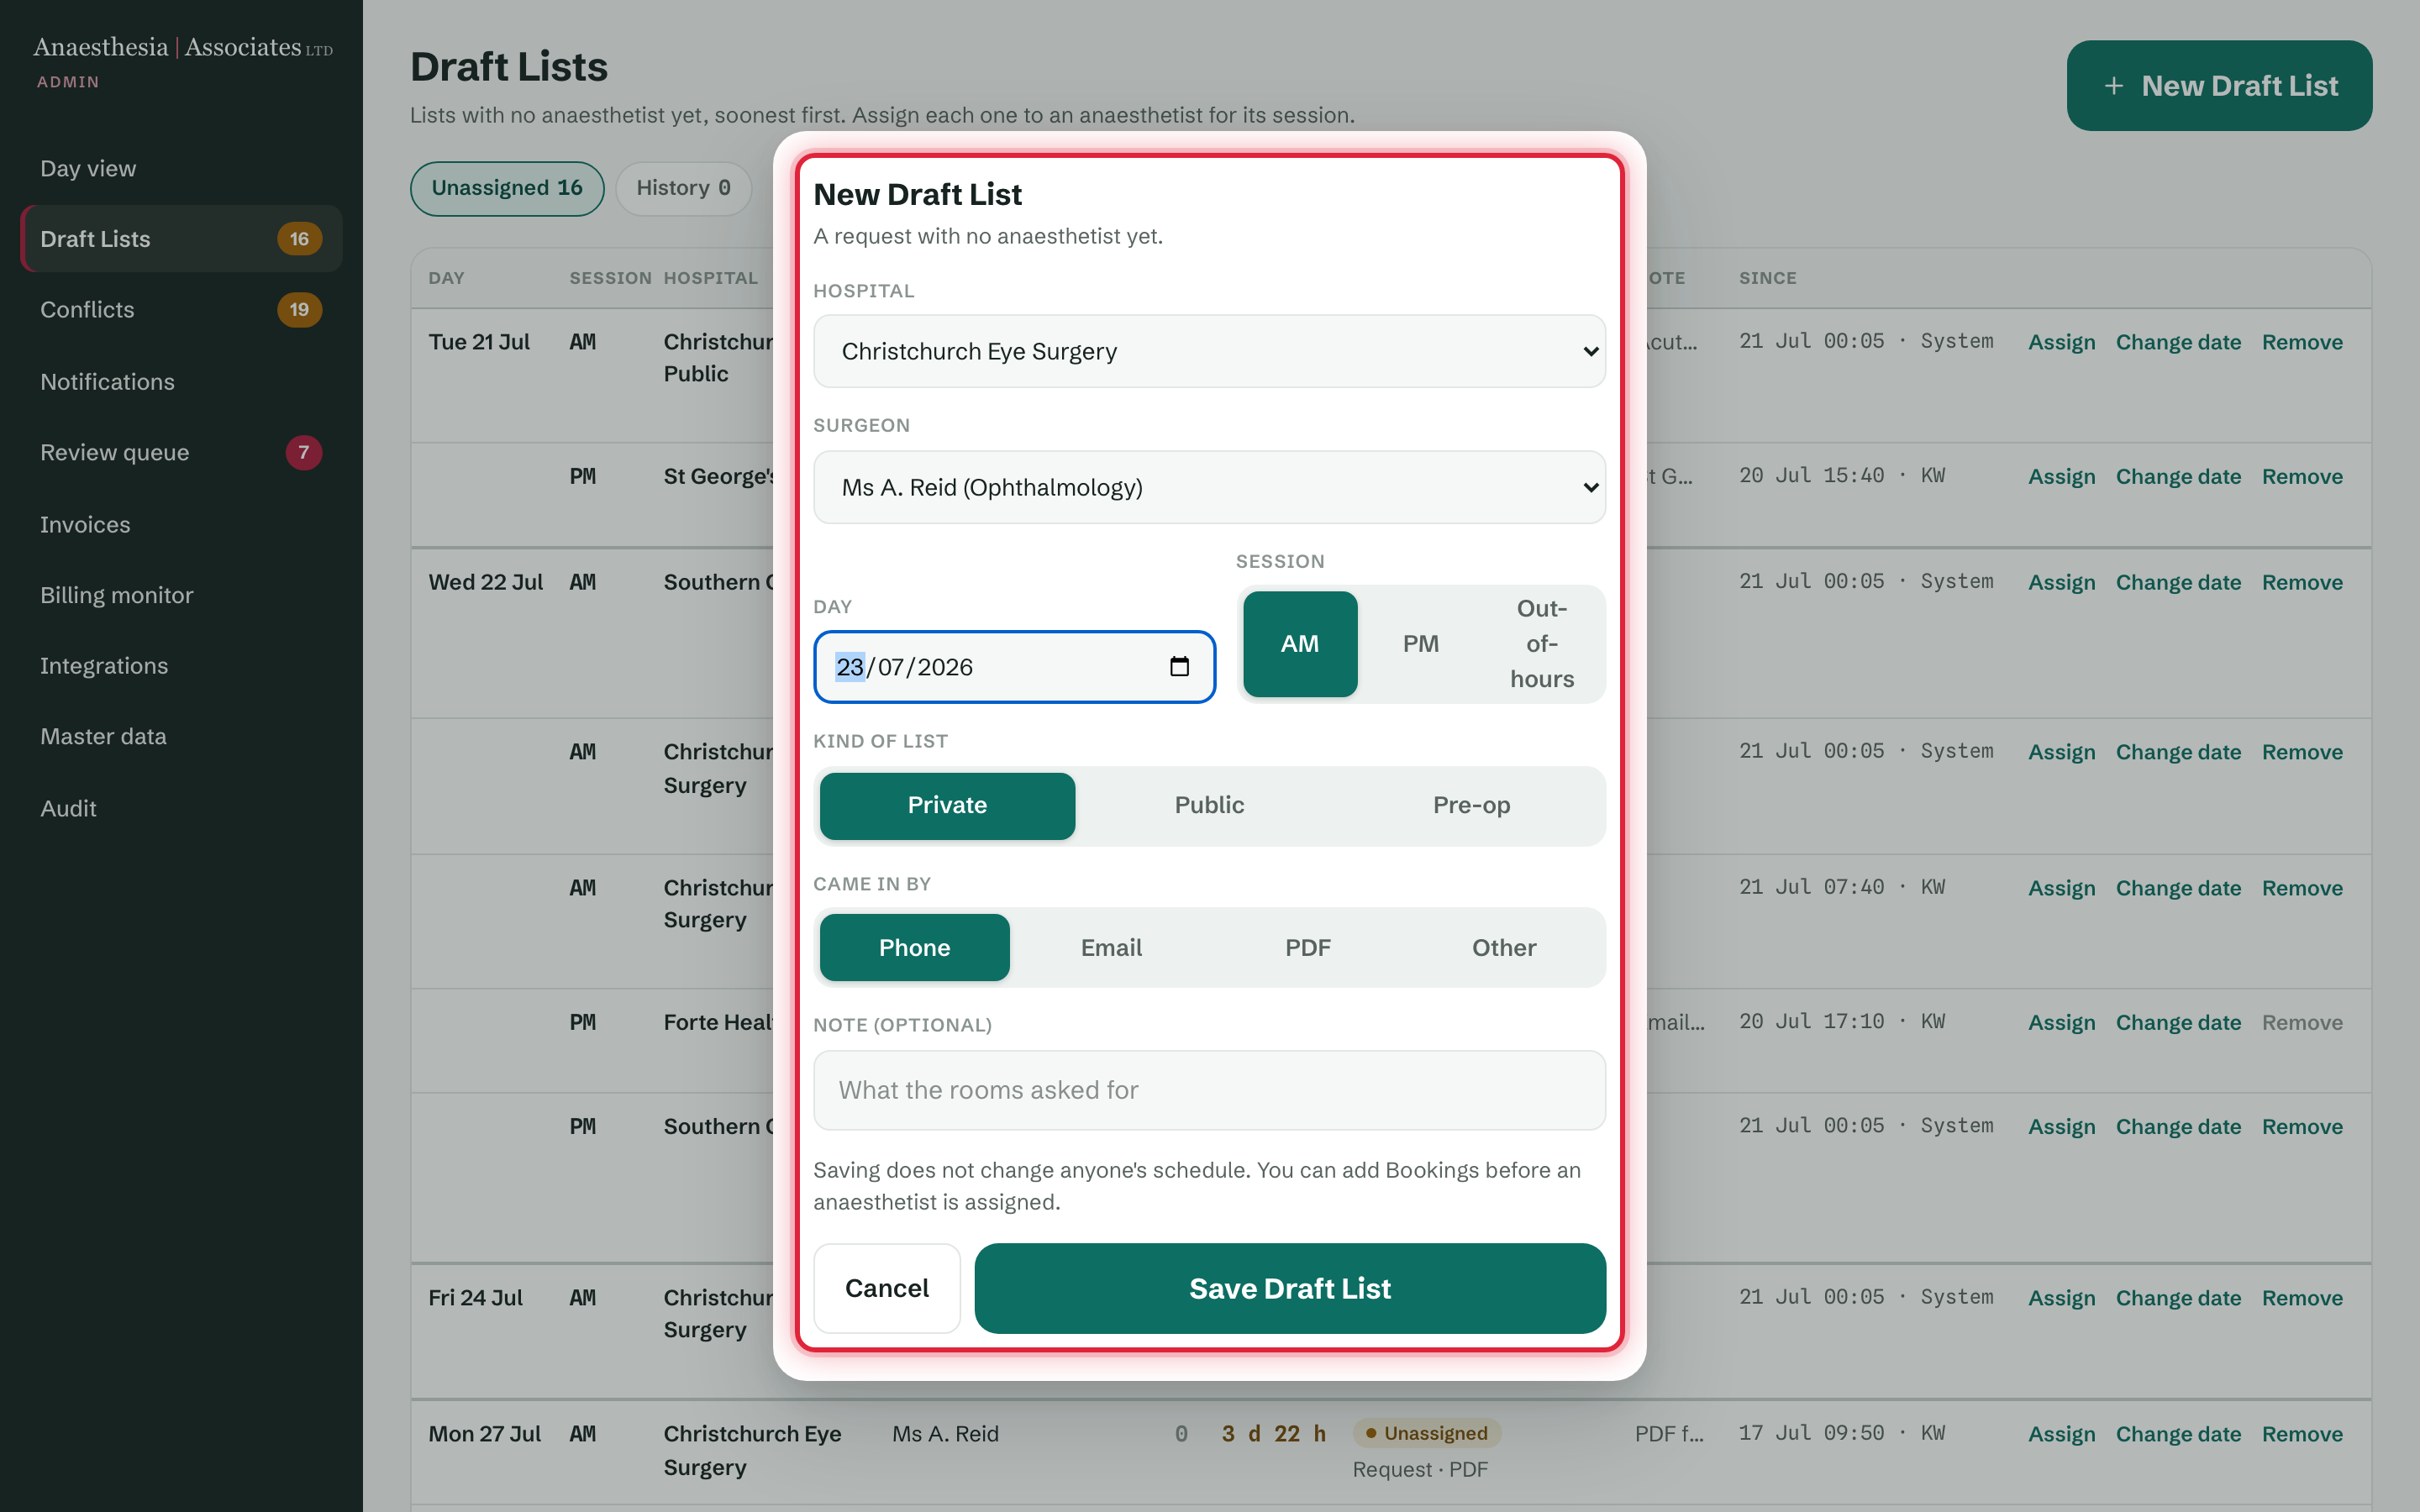 Anaesthesia | Associates LTD
ADMIN
Day view
Draft Lists 16
Conflicts 19
Notifications
Review queue 7
Invoices
Billing monitor
Integrations
Master data
Audit
Draft Lists
Lists with no anaesthetist yet, soonest first. Assign each one to an anaesthetist for its session.
+ New Draft List
Unassigned 16 History 0
DAY SESSION HOSPITAL SINCE
Tue 21 Jul AM 21 Jul 00:05 · System Assign Change date Remove
Public
PM 20 Jul 15:40 · KW Assign Change date Remove
Wed 22 Jul AM Southern 21 Jul 00:05 · System Assign Change date Remove
AM 21 Jul 00:05 · System Assign Change date Remove
Surgery
AM 21 Jul 07:40 · KW Assign Change date Remove
Surgery
PM Forte 20 Jul 17:10 · KW Assign Change date Remove
PM Southern 21 Jul 00:05 · System Assign Change date Remove
Fri 24 Jul AM 21 Jul 00:05 · System Assign Change date Remove
Surgery
Mon 27 Jul AM Christchurch Eye Ms A. Reid 0 3 d 22 h Unassigned PDF f... 17 Jul 09:50 · KW Assign Change date Remove
Surgery Request · PDF
New Draft List
A request with no anaesthetist yet.
HOSPITAL
Christchurch Eye Surgery
SURGEON
Ms A. Reid (Ophthalmology)
DAY
23/07/2026
SESSION
AM PM Out-
of-
hours
KIND OF LIST
Private Public Pre-op
CAME IN BY
Phone Email PDF Other
NOTE (OPTIONAL)
What the rooms asked for
Saving does not change anyone's schedule. You can add Bookings before an
anaesthetist is assigned.
Cancel Save Draft List